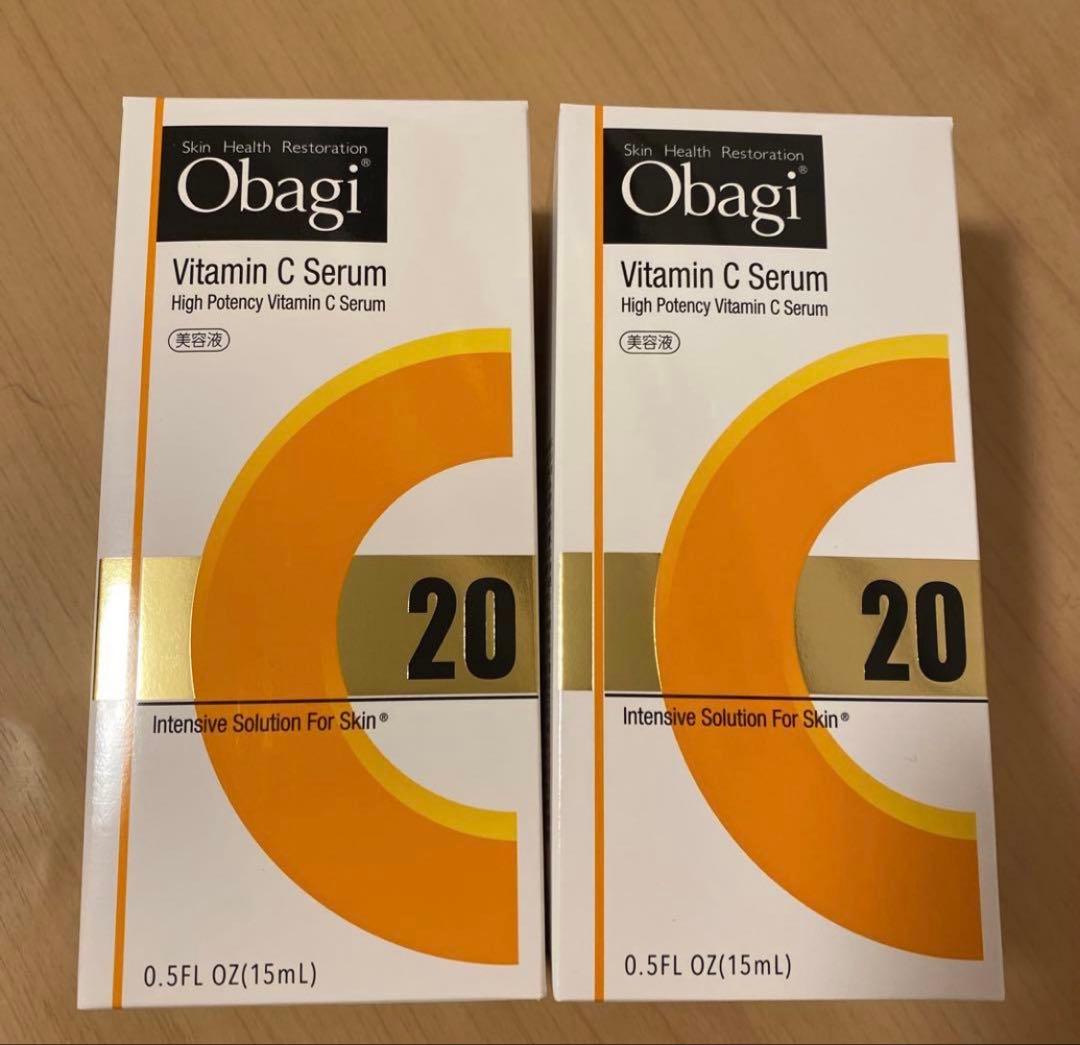 Skin Health Restoration
Obagi®
Vitamin C Serum
High Potency Vitamin C Serum
美容液
20
Intensive Solution For Skin®
0.5FL OZ(15mL)
Skin Health Restoration
Obagi®
Vitamin C Serum
High Potency Vitamin C Serum
美容液
20
Intensive Solution For Skin®
0.5FL OZ(15mL)